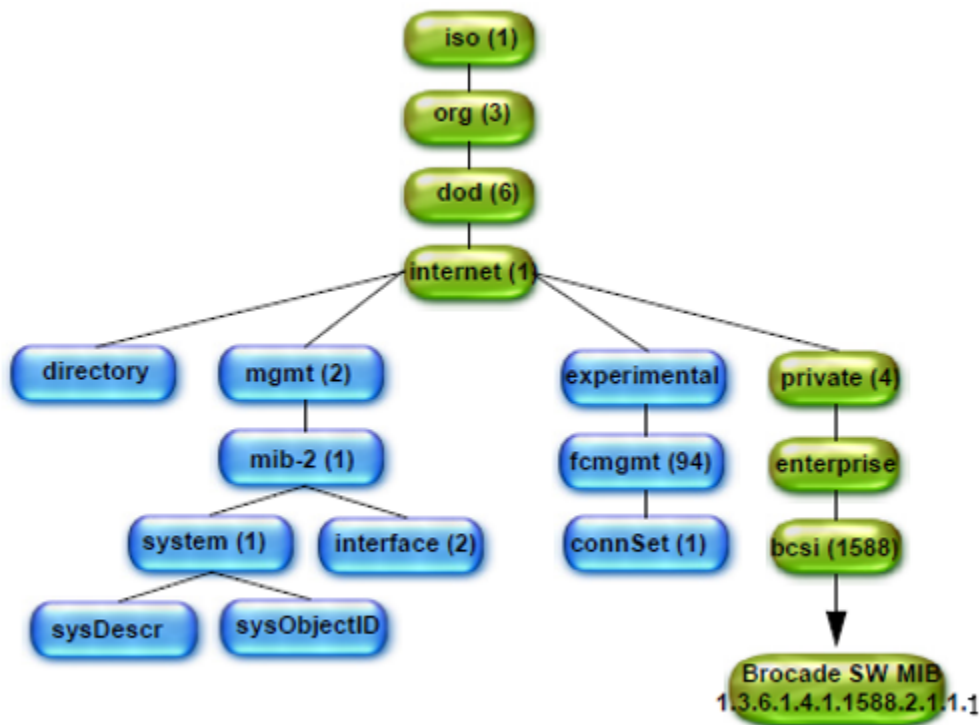 iso (1)
org (3)
dod (6)
internet (1)
directory
mgmt (2)
experimental
private (4)
mib-2 (1)
fcmgmt (94)
enterprise
system (1)
interface (2)
connSet (1)
bcsi (1588)
sysDescr
sysObjectID
Brocade SW MIB
1.3.6.1.4.1.1588.2.1.1.1